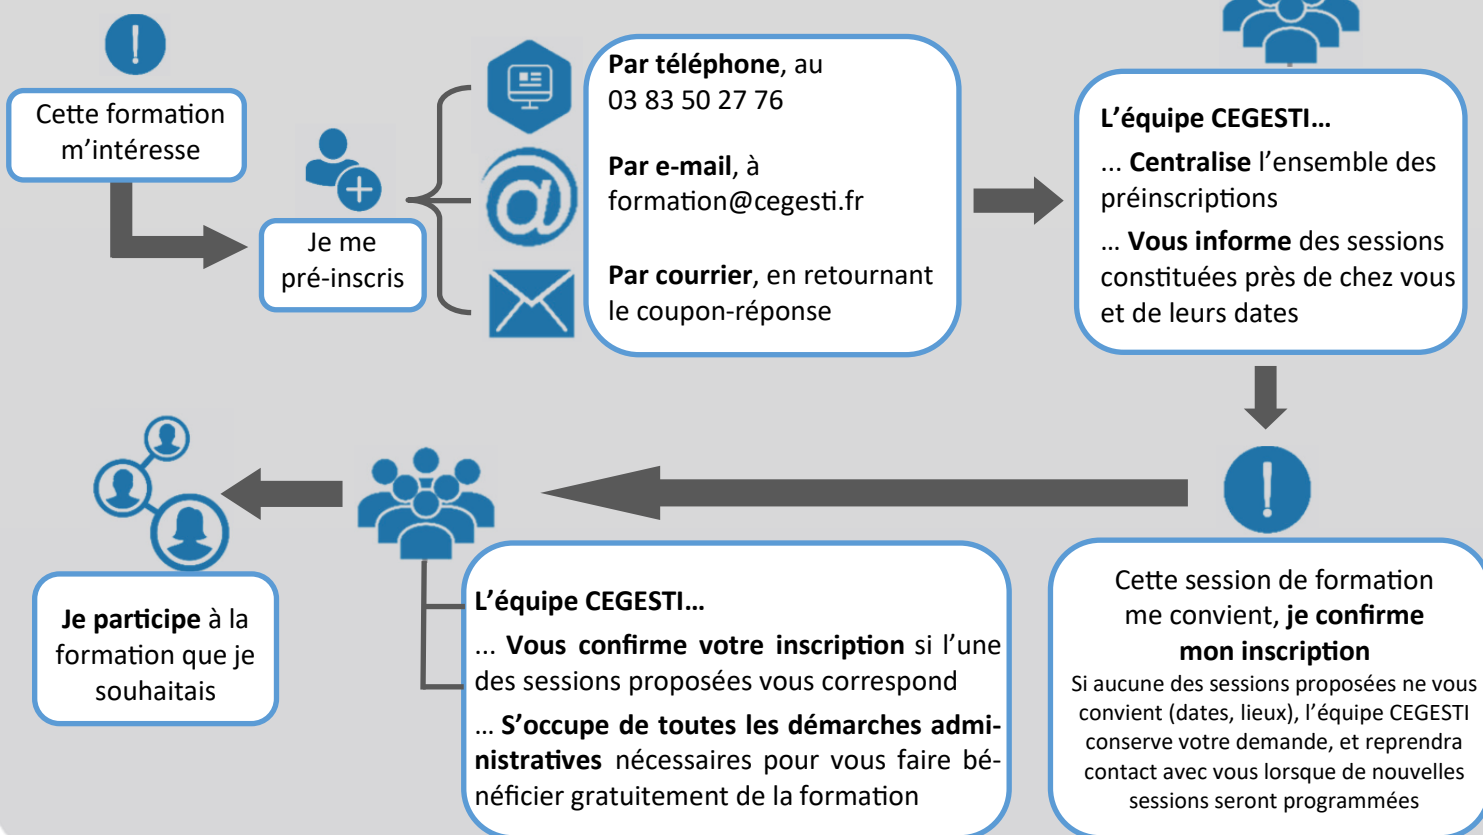 Cette formation
m’intéresse
Je me
pré-inscris
Par téléphone, au
03 83 50 27 76
Par e-mail, à
formation@cegesti.fr
Par courrier, en retournant
le coupon-réponse
L’équipe CEGESTI…
... Centralise l’ensemble des
préinscriptions
… Vous informe des sessions
constituées près de chez vous
et de leurs dates
Cette session de formation
me convient, je confirme
mon inscription
Si aucune des sessions proposées ne vous
convient (dates, lieux), l’équipe CEGESTI
conserve votre demande, et reprendra
contact avec vous lorsque de nouvelles
sessions seront programmées
L’équipe CEGESTI…
... Vous confirme votre inscription si l’une
des sessions proposées vous correspond
... S’occupe de toutes les démarches admi-
nistratives nécessaires pour vous faire bé-
néficier gratuitement de la formation
Je participe à la
formation que je
souhaitais